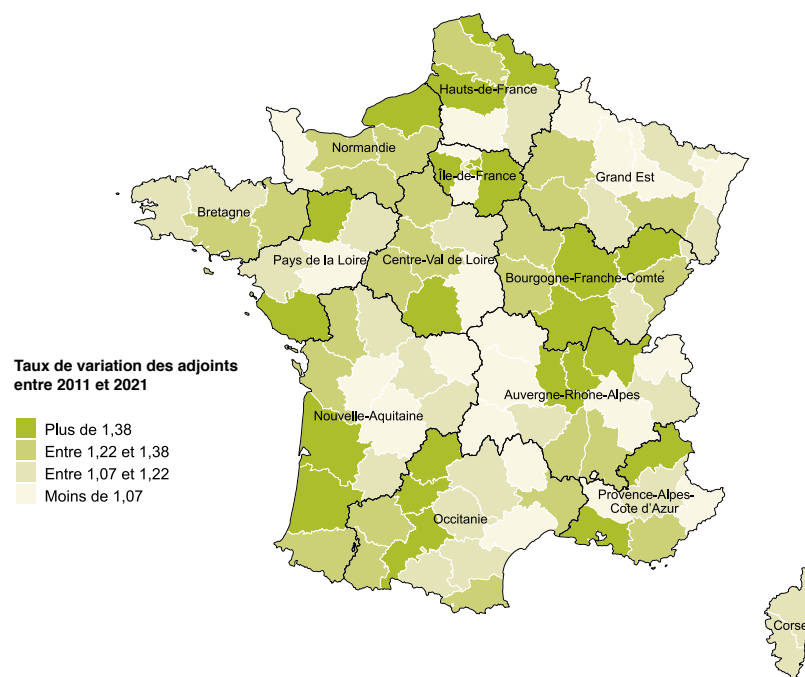 Hauts-de-France
Normandie
Île-de-France
Grand Est
Bretagne
Pays de la Loire
Centre-Val de Loire
Bourgogne-Franche-Comté
Taux de variation des adjoints
entre 2011 et 2021
Plus de 1,38
Entre 1,22 et 1,38
Entre 1,07 et 1,22
Moins de 1,07
Auvergne-Rhône-Alpes
Nouvelle-Aquitaine
Provence-Alpes-
Cote d'Azur
Occitanie
Corse